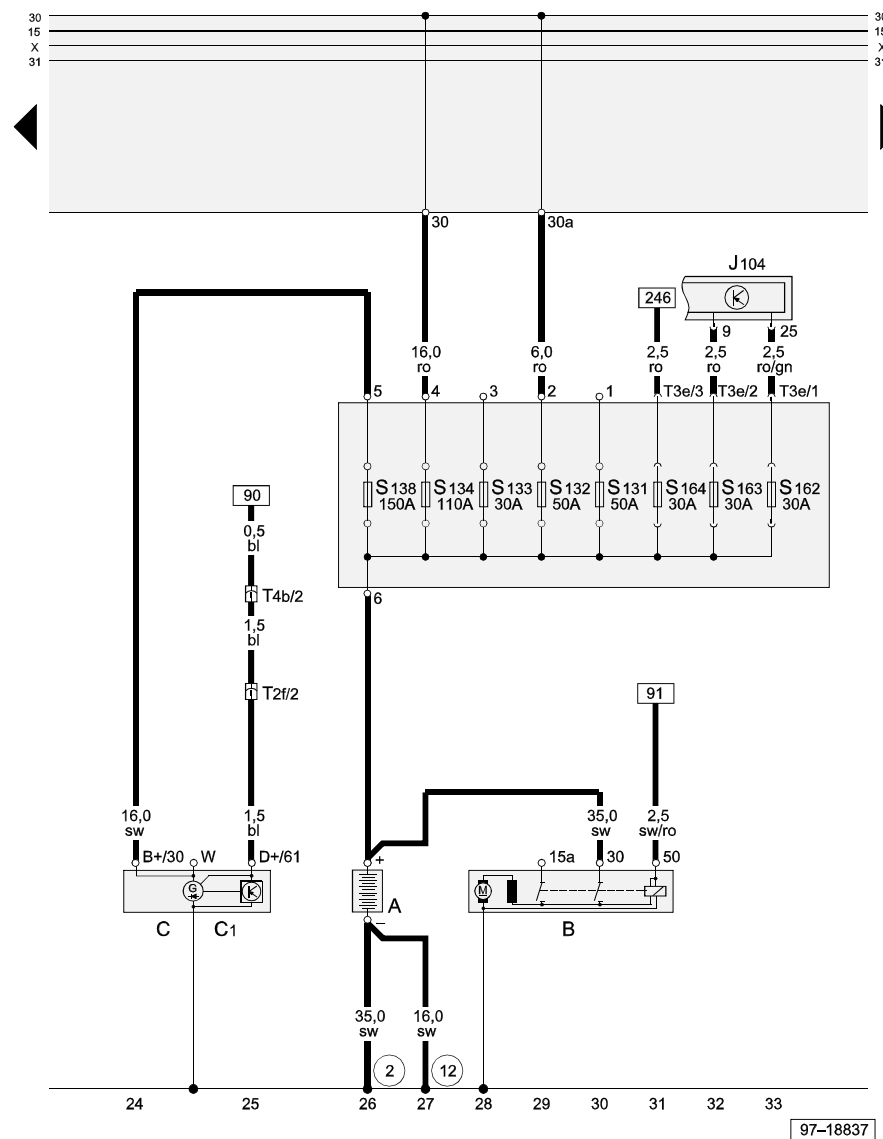 30 30
15 15
X X
31 31
30 30a
J104
246
9 25
16,0 6,0 2,5 2,5 2,5
ro ro ro ro ro/gn
5 4 3 2 1 T3e/3 T3e/2 T3e/1
S138 S134 S133 S132 S131 S164 S163 S162
150A 110A 30A 50A 50A 30A 30A 30A
90
0,5
bl
T4b/2
6
1,5
bl
T2f/2
91
16,0 1,5 35,0 2,5
sw bl sw sw/ro
B+/30 W D+/61 + 15a 30 50
G M
A
–
C C1 B
35,0 16,0
sw sw
2 12
24 25 26 27 28 29 30 31 32 33
97–18837